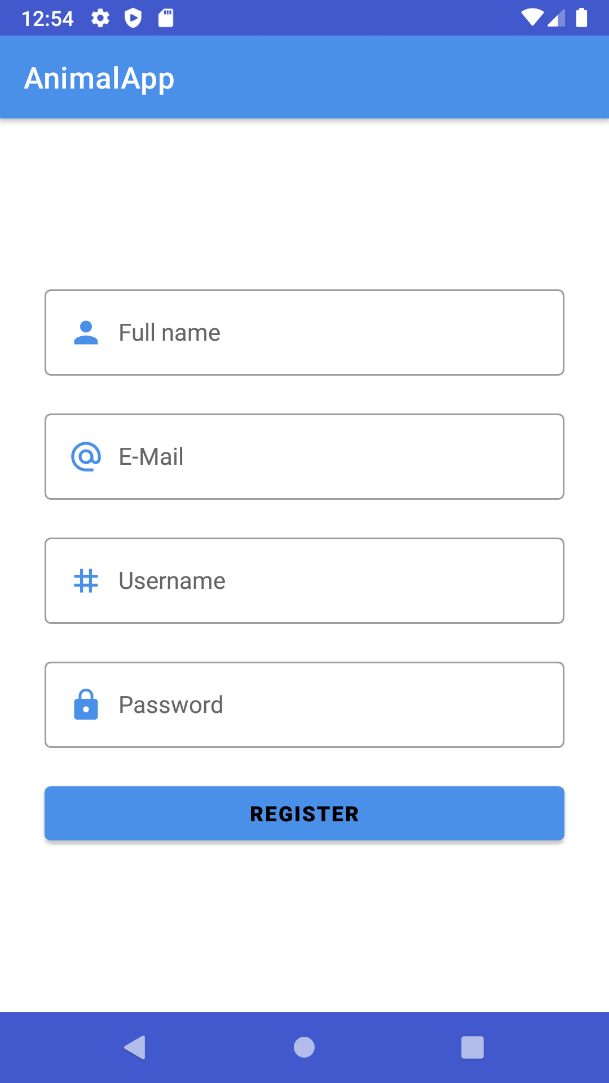 12:54
AnimalApp
Full name
E-Mail
Username
Password
REGISTER